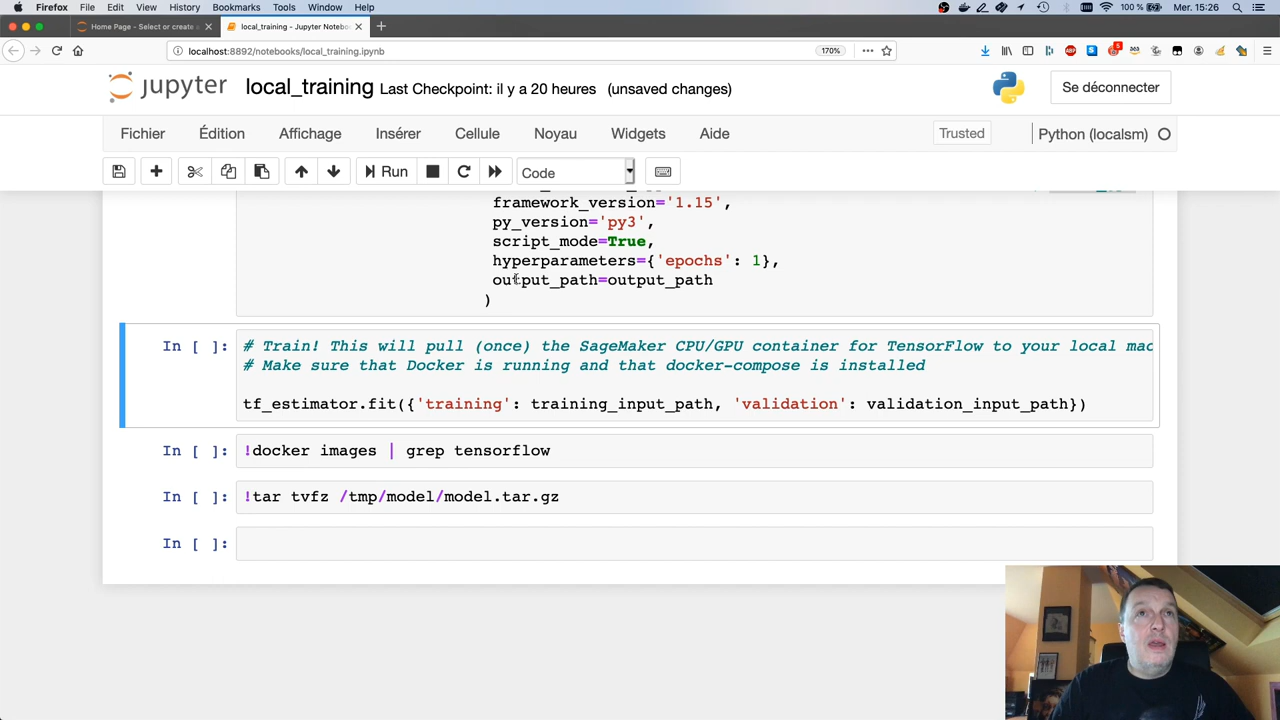 Firefox File Edit View History Bookmarks Tools Window Help 100 % Mer. 15:26
Home Page - Select or create a
local_training - Jupyter Noteboo
localhost:8892/notebooks/local_training.ipynb 170%
jupyter local_training Last Checkpoint: il y a 20 heures (unsaved changes) Se déconnecter
Fichier Édition Affichage Insérer Cellule Noyau Widgets Aide Trusted Python (localsm)
Run Code
framework_version='1.15',
py_version='py3',
script_mode=True,
hyperparameters={'epochs': 1},
output_path=output_path
)
In [ ]: # Train! This will pull (once) the SageMaker CPU/GPU container for TensorFlow to your local mac
# Make sure that Docker is running and that docker-compose is installed
tf_estimator.fit({'training': training_input_path, 'validation': validation_input_path})
In [ ]: !docker images | grep tensorflow
In [ ]: !tar tvfz /tmp/model/model.tar.gz
In [ ]: